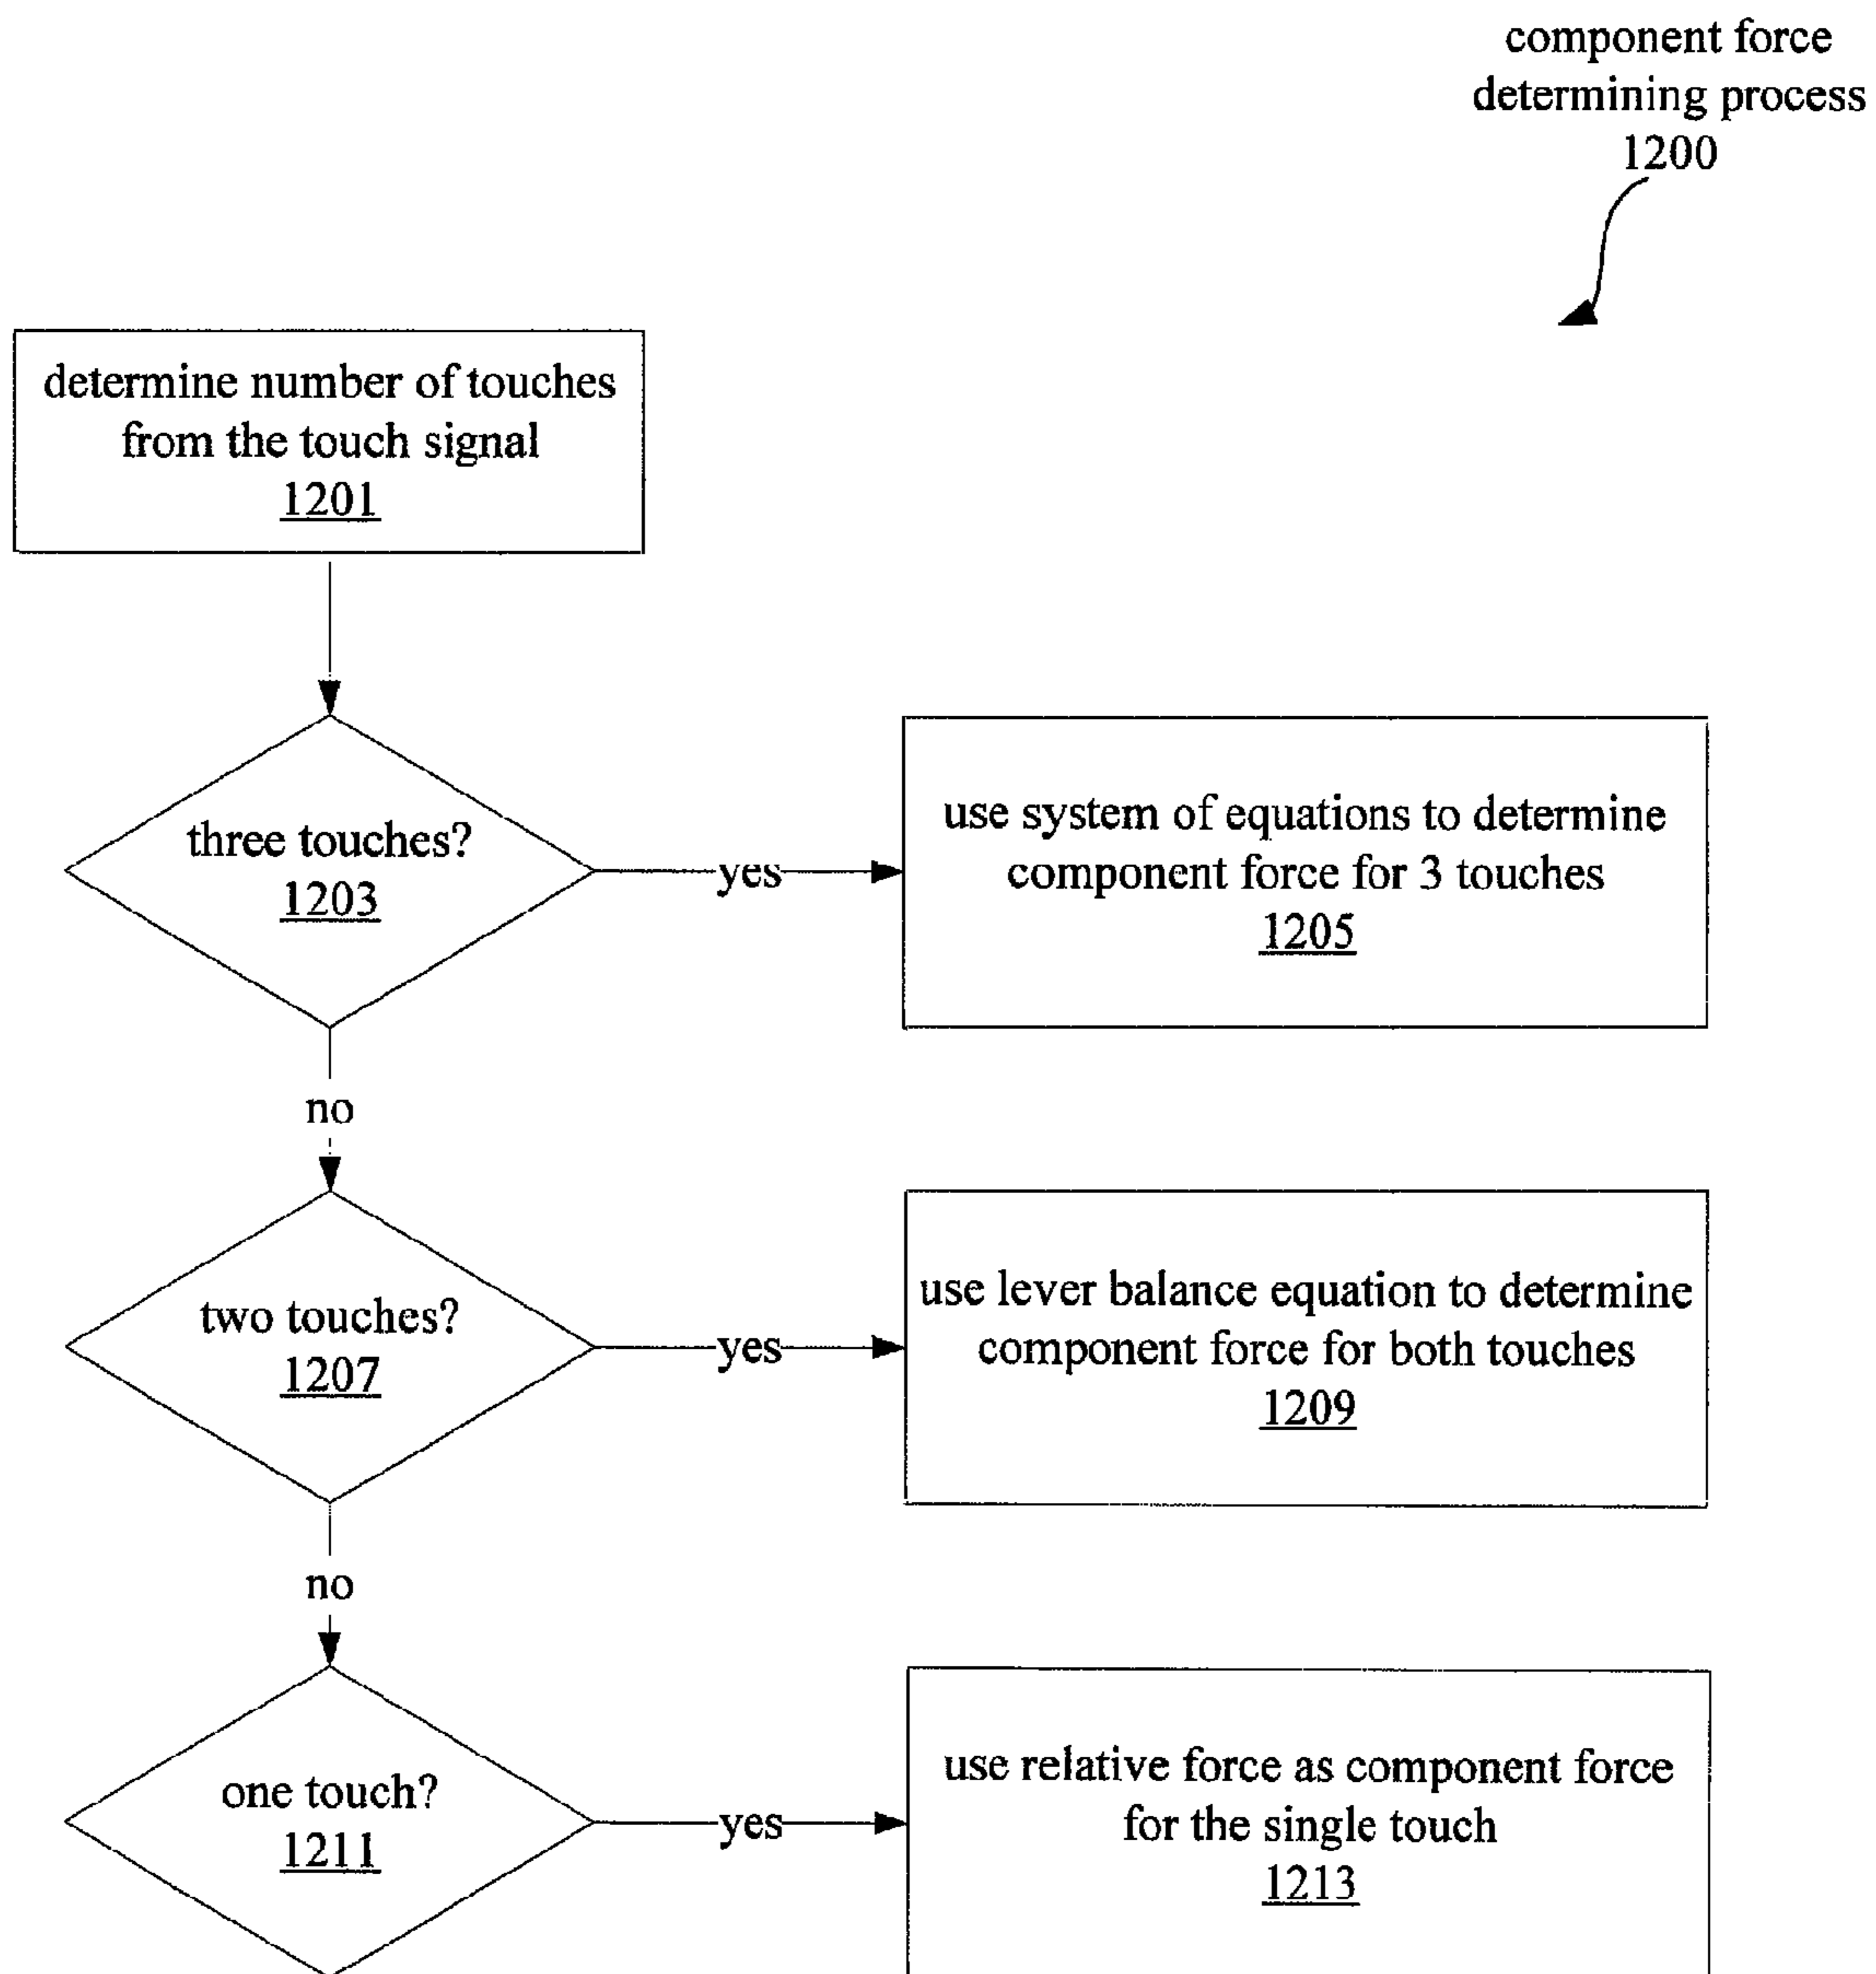 component force
determining process
1200
determine number of touches
from the touch signal
1201
three touches?
1203
yes
use system of equations to determine
component force for 3 touches
1205
no
two touches?
1207
yes
use lever balance equation to determine
component force for both touches
1209
no
one touch?
1211
yes
use relative force as component force
for the single touch
1213